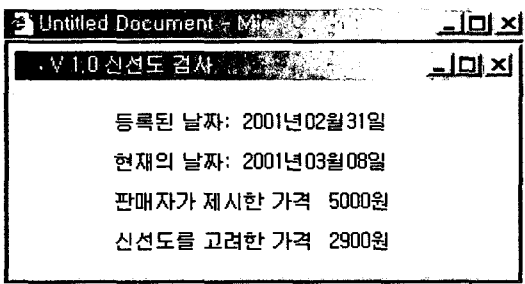 Untitled Document - Mi
V 1.0 신선도 검사
등록된 날짜: 2001년02월31일
현재의 날짜: 2001년03월08일
판매자가 제시한 가격 5000원
신선도를 고려한 가격 2900원